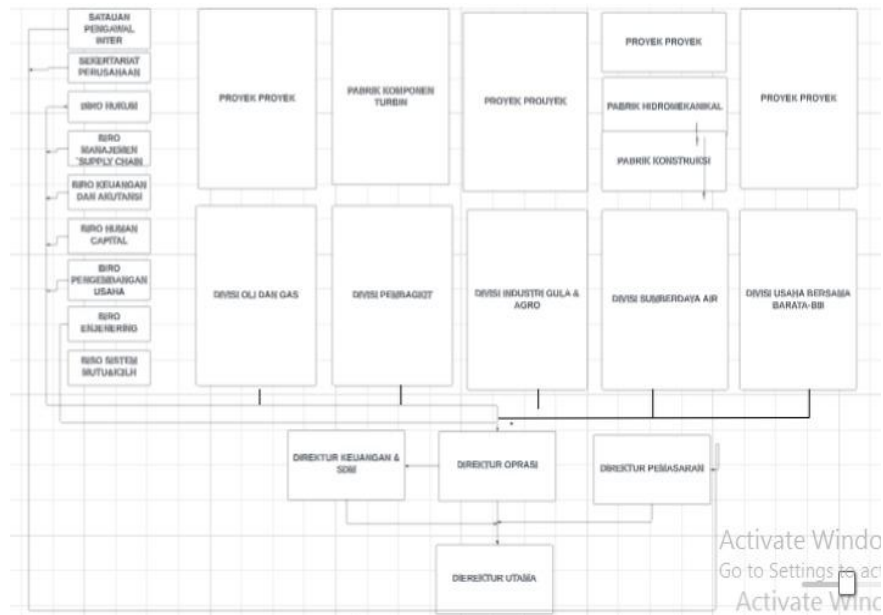 SATAUAN
PENGAWAL
INTER
SEKERTARIAT
PERUSAHAAN
BIRO HUKUM
BIRO
MANAJEMEN
SUPPLY CHAIN
BIRO KEUANGAN
DAN AKUTANSI
BIRO HUMAN
CAPITAL
BIRO
PENGEMBANGAN
USAHA
BIRO
ENJENERING
BIRO SISTEM
MUTU&K3LH
PROYEK PROYEK
PABRIK KOMPONEN
TURBIN
PROYEK PROUYEK
PROYEK PROYEK
PABRIK HIDROMEKANIKAL
PABRIK KONSTRUKSI
PROYEK PROYEK
DIVISI OLI DAN GAS
DIVISI PEMBAGKIT
DIVISI INDUSTRI GULA &
AGRO
DIVISI SUMBERDAYA AIR
DIVISI USAHA BERSAMA
BARATA-BBI
DIREKTUR KEUANGAN &
SDM
DIREKTUR OPRASI
DIREKTUR PEMASARAN
DIEREKTUR UTAMA
Activate Windo
Go to Settings to act
Activate Wind